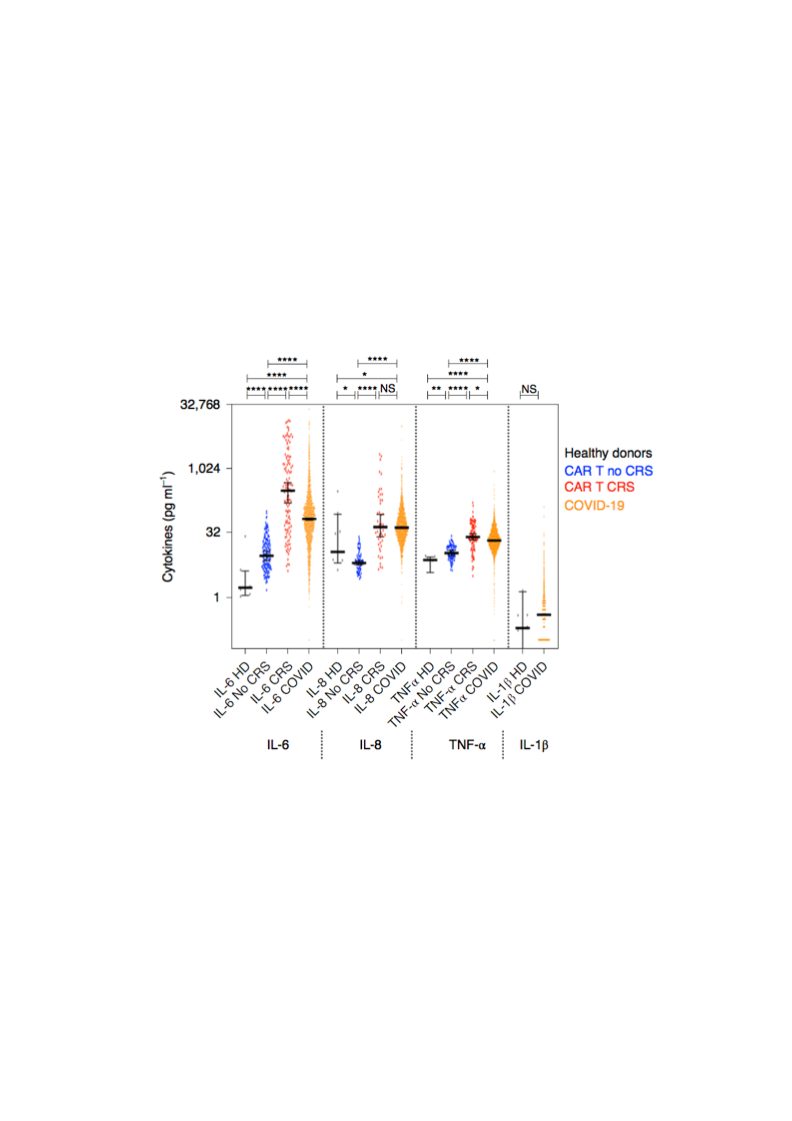 ****
****
****
****
*
****
**** **** ****
* **** NS
** **** *
NS
32,768
1,024
32
1
Cytokines (pg ml⁻¹)
Healthy donors
CAR T no CRS
CAR T CRS
COVID-19
IL-6 HD
IL-6 No CRS
IL-6 CRS
IL-6 COVID
IL-8 HD
IL-8 No CRS
IL-8 CRS
IL-8 COVID
TNFα HD
TNF-α No CRS
TNF-α CRS
TNFα COVID
IL-1β HD
IL-1β COVID
IL-6 IL-8 TNF-α IL-1β